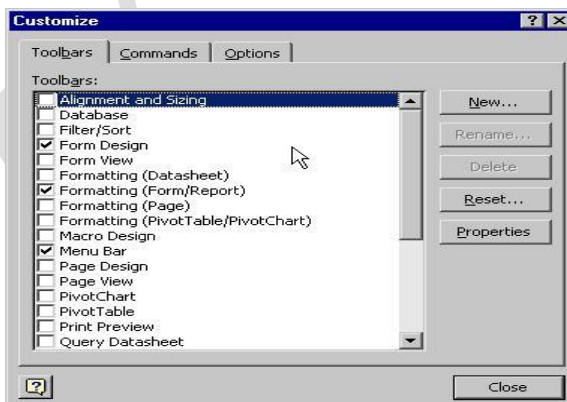 Customize
Toolbars Commands Options
Toolbars:
Alignment and Sizing
Database
Filter/Sort
Form Design
Form View
Formatting (Datasheet)
Formatting (Form/Report)
Formatting (Page)
Formatting (PivotTable/PivotChart)
Macro Design
Menu Bar
Page Design
Page View
PivotChart
PivotTable
Print Preview
Query Datasheet
New...
Rename...
Delete
Reset...
Properties
Close